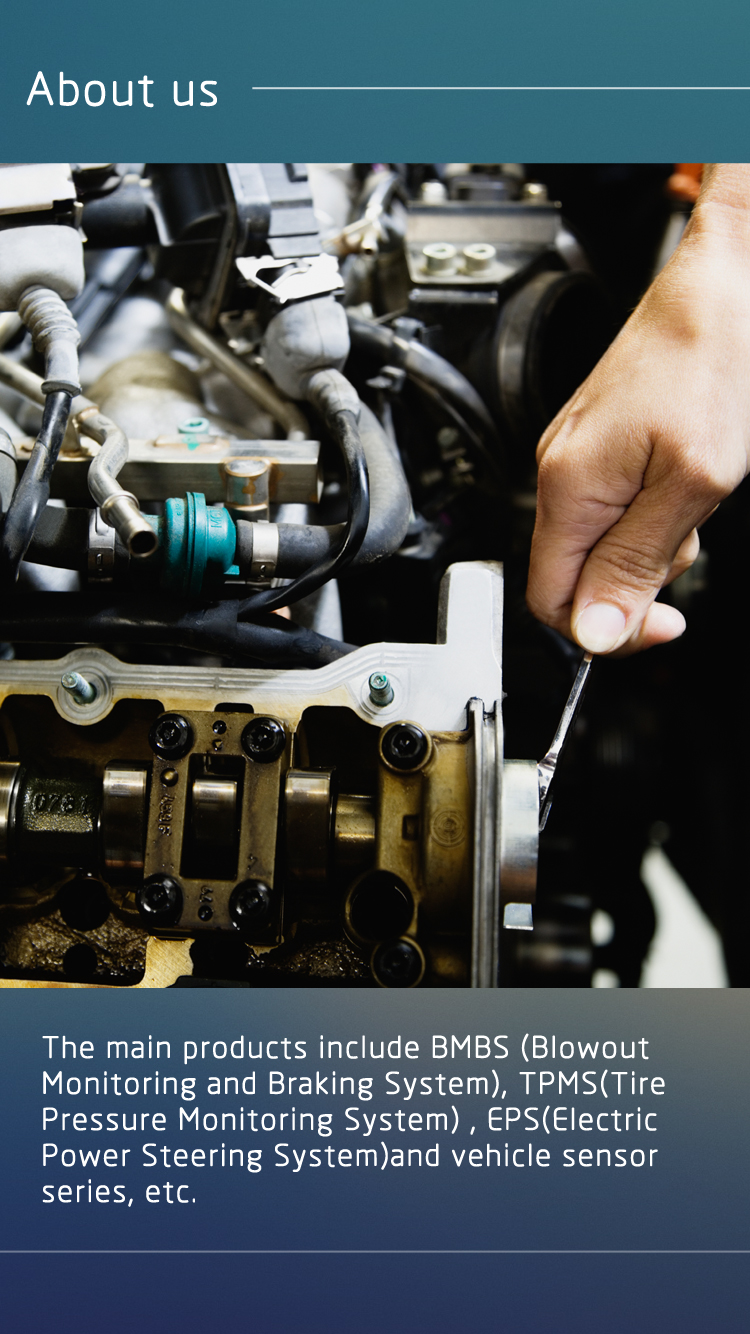 About us
The main products include BMBS (Blowout
Monitoring and Braking System), TPMS(Tire
Pressure Monitoring System) , EPS(Electric
Power Steering System)and vehicle sensor
series, etc.